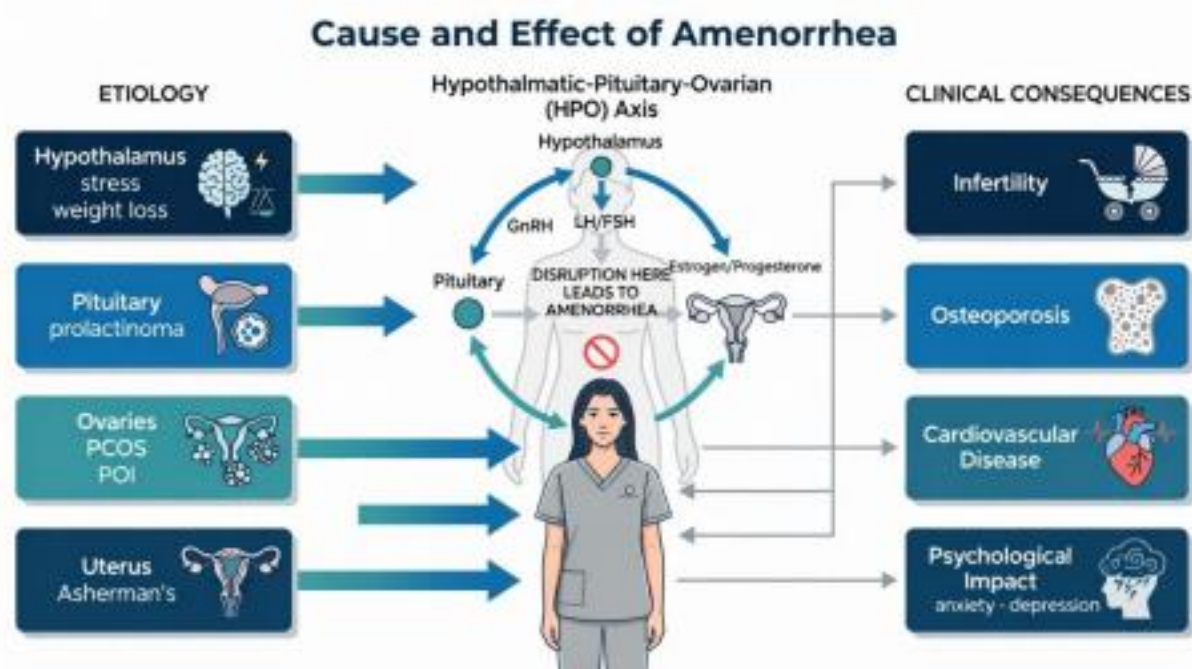 Cause and Effect of Amenorrhea
ETIOLOGY
Hypothalamus
stress
weight loss
Pituitary
prolactinoma
Ovaries
PCOS
POI
Uterus
Asherman's
Hypothalmatic-Pituitary-Ovarian
(HPO) Axis
Hypothalamus
GnRH
LH/FSH
Pituitary
DISRUPTION HERE
LEADS TO
AMENORRHEA
Estrogen/Progesterone
CLINICAL CONSEQUENCES
Infertility
Osteoporosis
Cardiovascular
Disease
Psychological
Impact
anxiety - depression